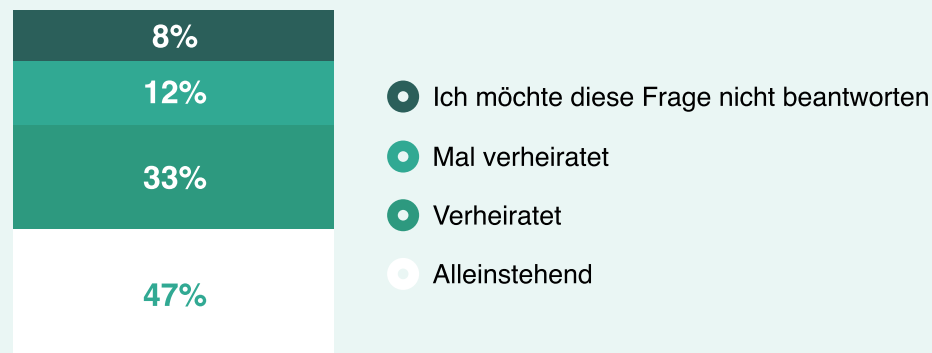 8%
12%
33%
47%
Ich möchte diese Frage nicht beantworten
Mal verheiratet
Verheiratet
Alleinstehend